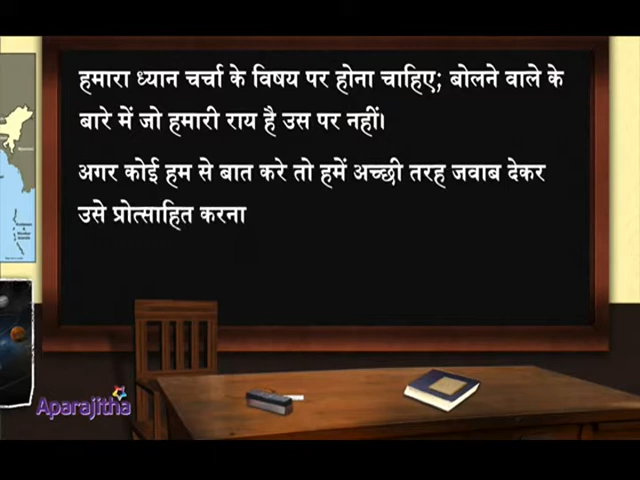 हमारा ध्यान चर्चा के विषय पर होना चाहिए; बोलने वाले के
बारे में जो हमारी राय है उस पर नहीं।
अगर कोई हम से बात करे तो हमें अच्छी तरह जवाब देकर
उसे प्रोत्साहित करना
Aparajitha